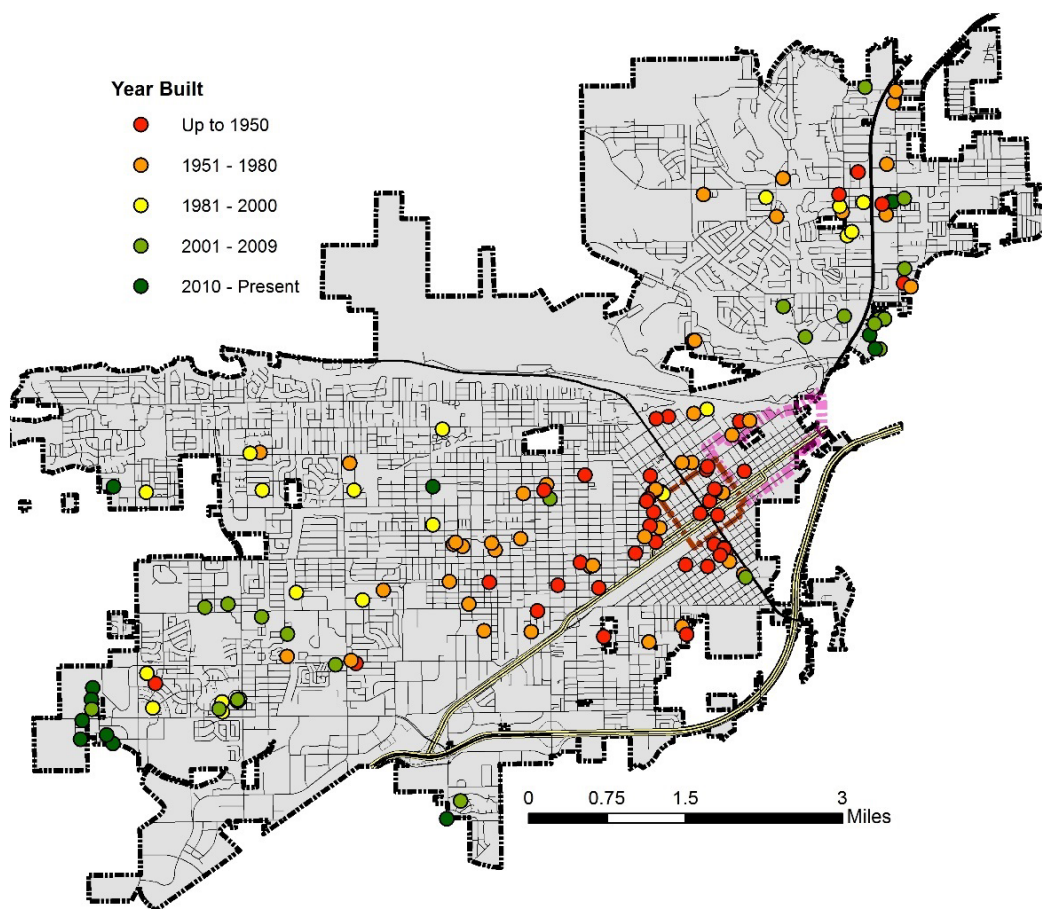 Year Built
Up to 1950
1951 - 1980
1981 - 2000
2001 - 2009
2010 - Present
0 0.75 1.5 3
Miles